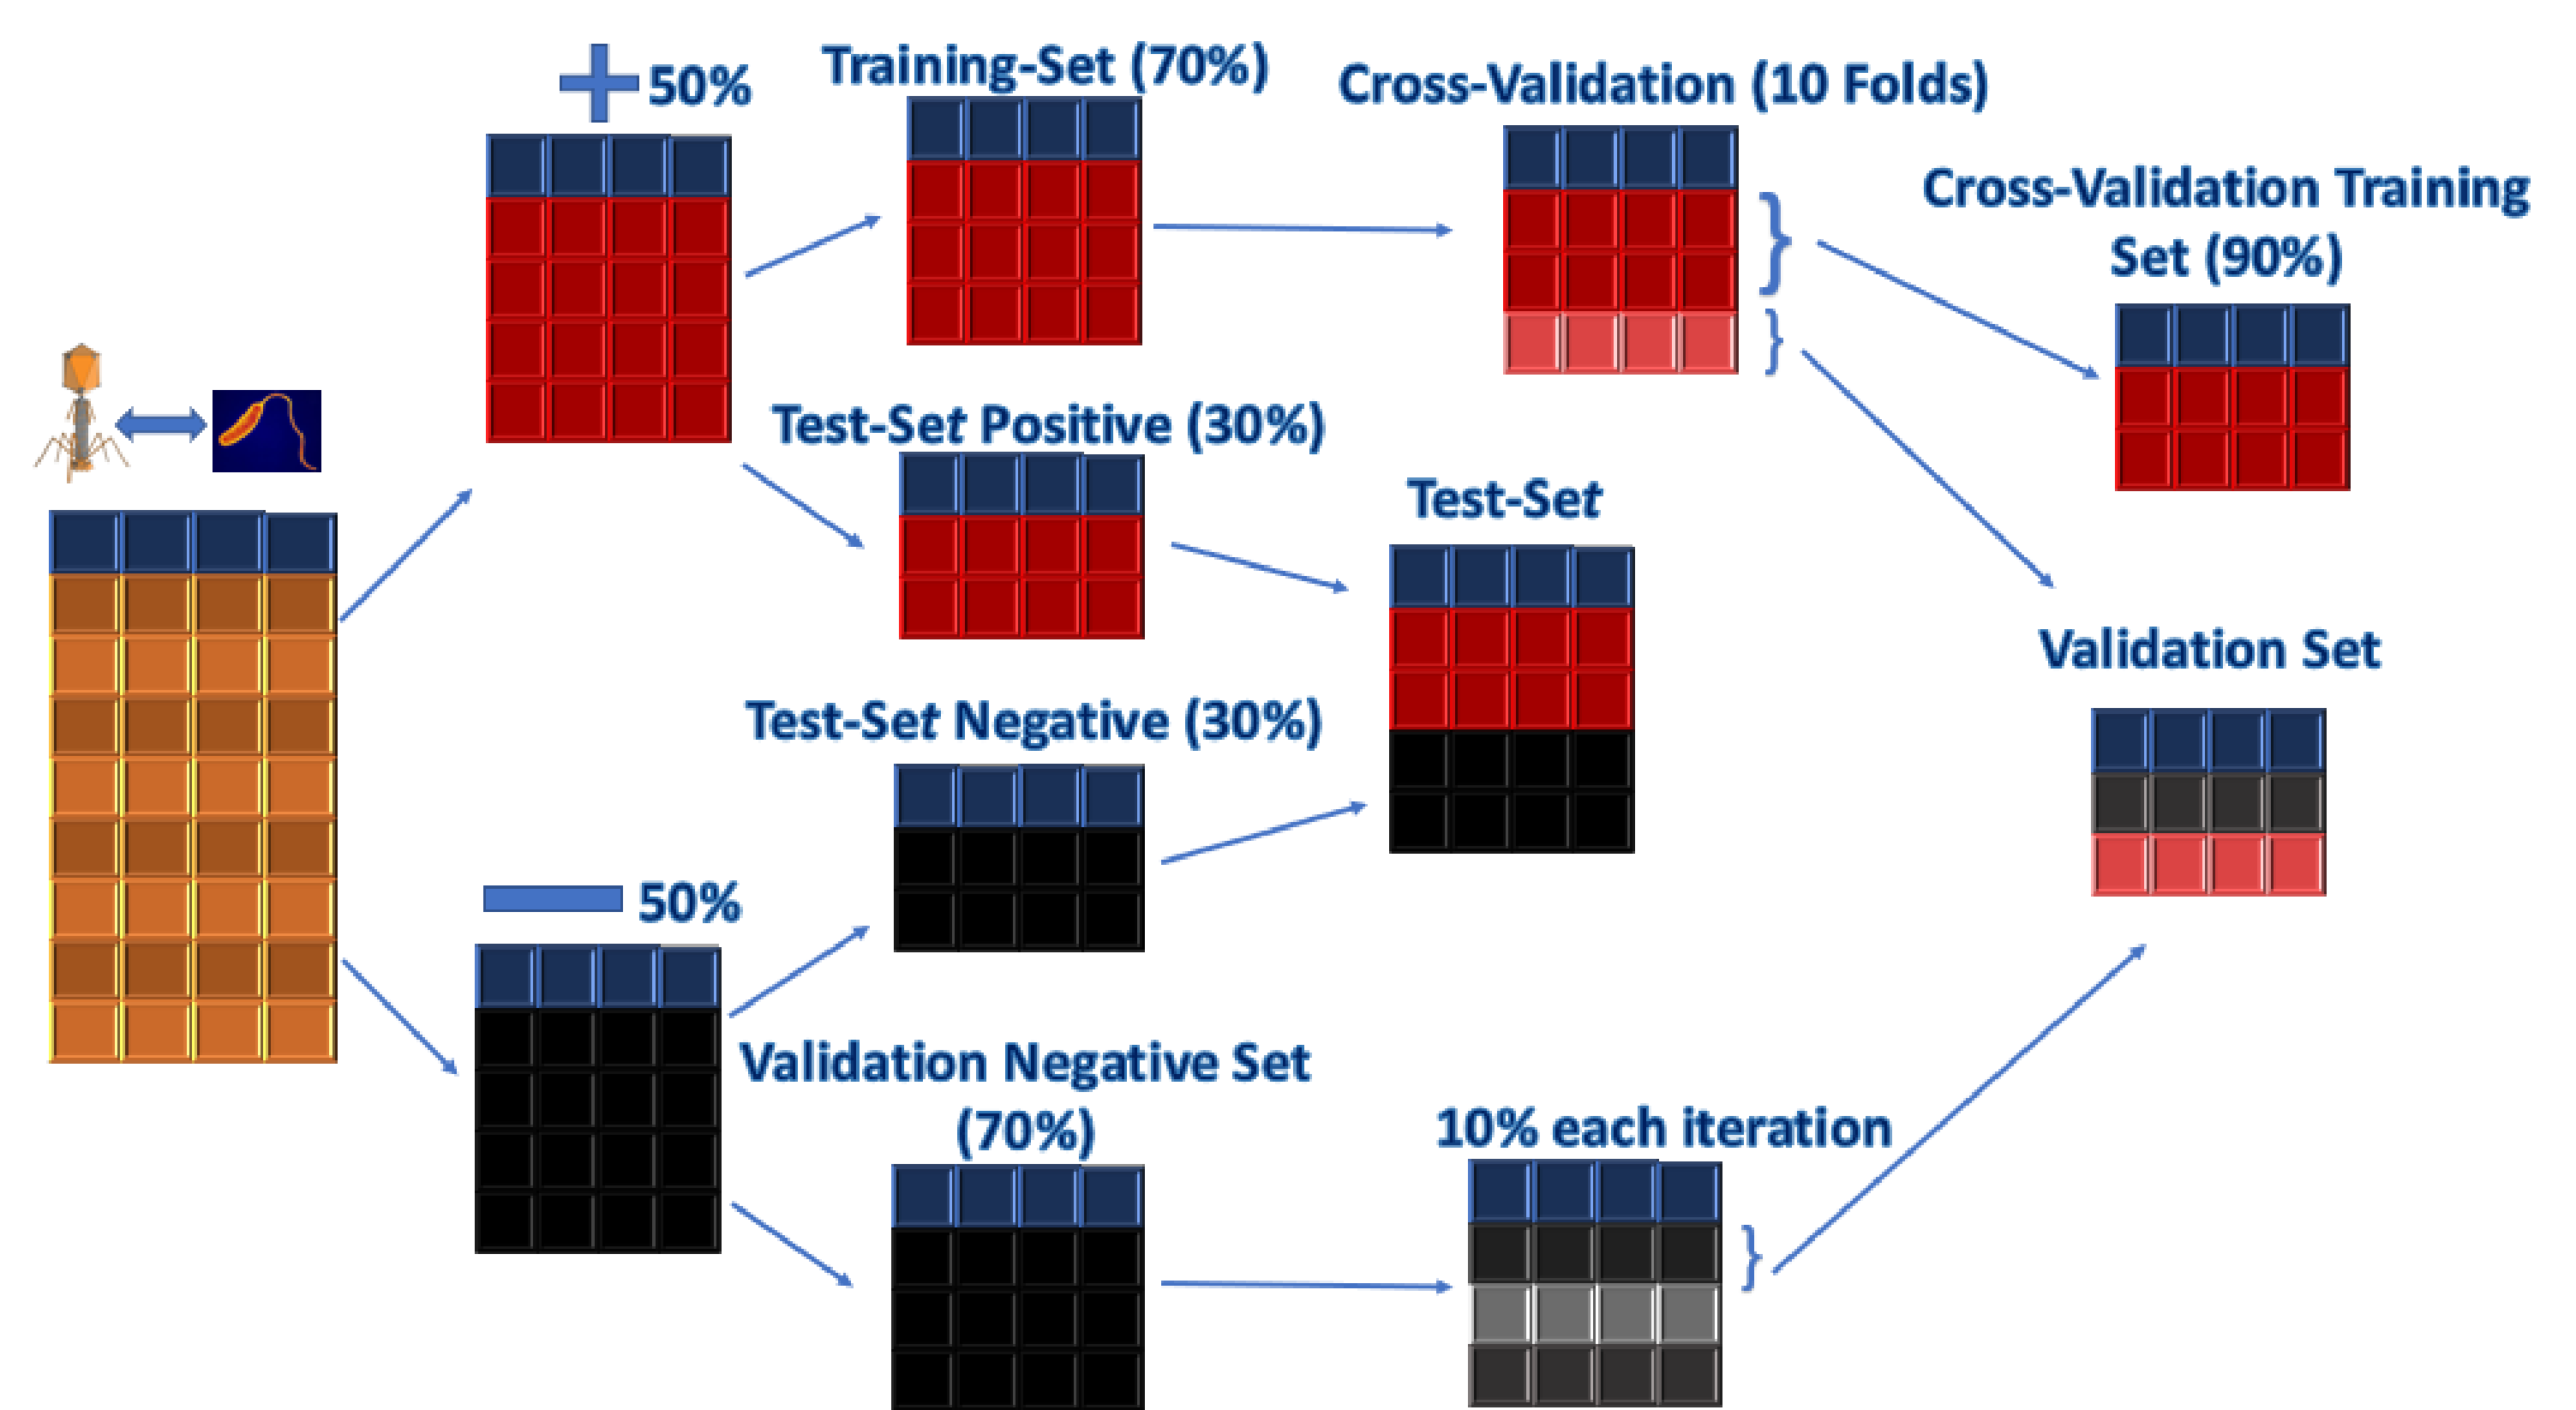 50%
Training-Set (70%)
Cross-Validation (10 Folds)
Cross-Validation Training
Set (90%)
Test-Set Positive (30%)
Test-Set
Validation Set
Test-Set Negative (30%)
50%
Validation Negative Set
(70%)
10% each iteration